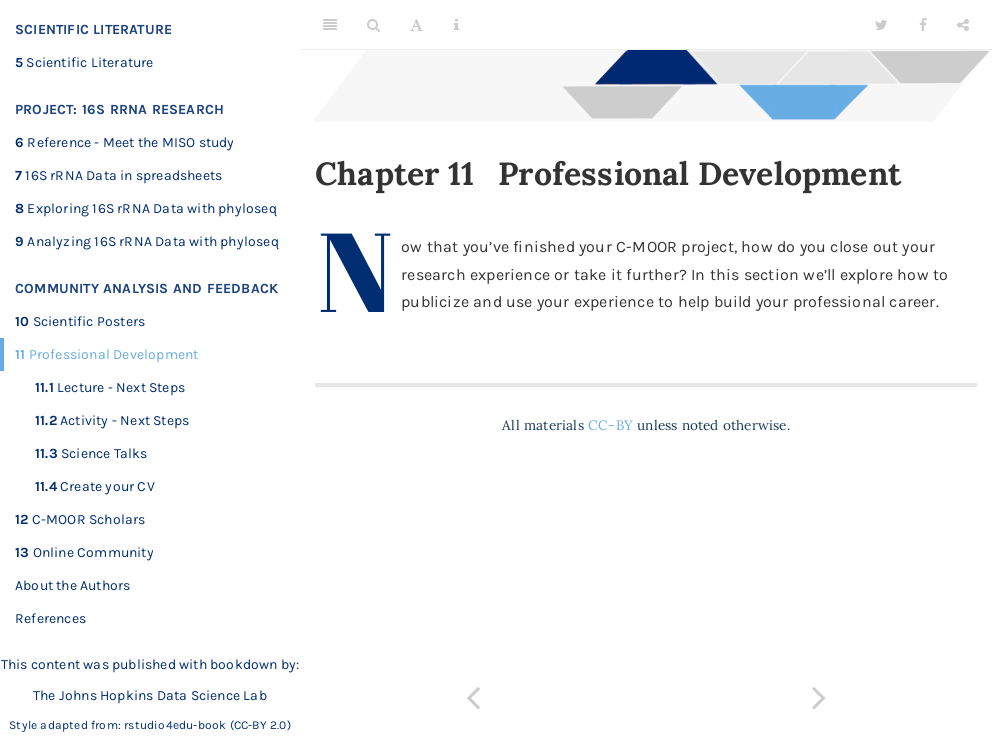 SCIENTIFIC LITERATURE
5 Scientific Literature
PROJECT: 16S RRNA RESEARCH
6 Reference - Meet the MISO study
7 16S rRNA Data in spreadsheets
8 Exploring 16S rRNA Data with phyloseq
9 Analyzing 16S rRNA Data with phyloseq
COMMUNITY ANALYSIS AND FEEDBACK
10 Scientific Posters
11 Professional Development
11.1 Lecture - Next Steps
11.2 Activity - Next Steps
11.3 Science Talks
11.4 Create your CV
12 C-MOOR Scholars
13 Online Community
About the Authors
References
This content was published with bookdown by:
The Johns Hopkins Data Science Lab
Style adapted from: rstudio4edu-book (CC-BY 2.0)
A
Chapter 11 Professional Development
Now that you’ve finished your C-MOOR project, how do you close out your
research experience or take it further? In this section we’ll explore how to
publicize and use your experience to help build your professional career.
All materials CC-BY unless noted otherwise.